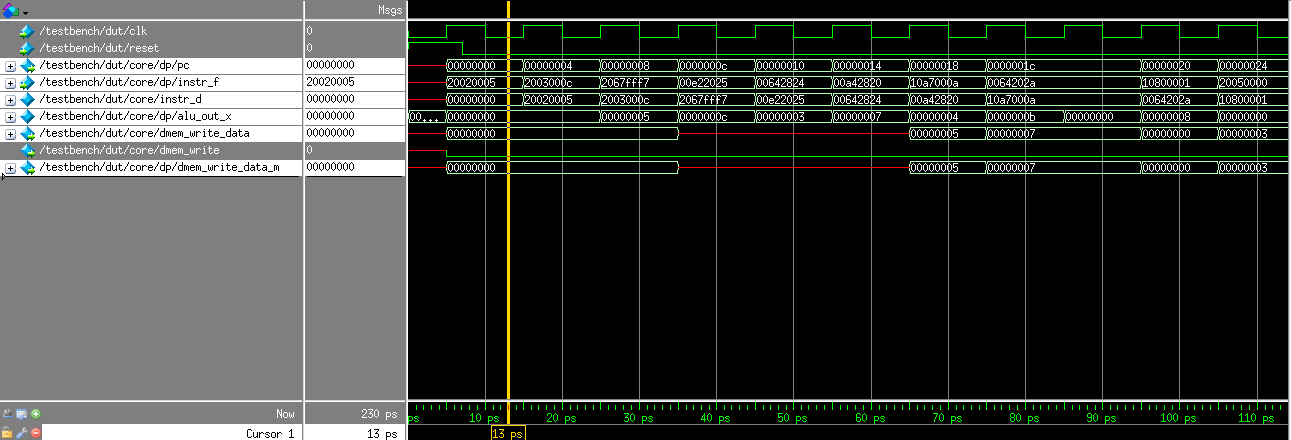 Msgs
/testbench/dut/clk 0
/testbench/dut/reset 0
/testbench/dut/core/dp/pc 00000000 00000000 00000004 00000008 0000000c 00000010 00000014 00000018 0000001c 00000020 00000024
/testbench/dut/core/dp/instr_f 20020005 20020005 2003000c 2067fff7 00e22025 00642824 00a42820 10a7000a 0064202a 10800001 20050000
/testbench/dut/core/instr_d 00000000 00000000 20020005 2003000c 2067fff7 00e22025 00642824 00a42820 10a7000a 0064202a 10800001
/testbench/dut/core/dp/alu_out_x 00000000 00... 00000000 00000005 0000000c 00000003 00000007 00000004 0000000b 00000000 00000008 00000000
/testbench/dut/core/dmem_write_data 00000000 00000000 00000005 00000007 00000000 00000003
/testbench/dut/core/dmem_write 0
/testbench/dut/core/dp/dmem_write_data_m 00000000 00000000 00000005 00000007 00000000 00000003
Now 230 ps ps 10 ps 20 ps 30 ps 40 ps 50 ps 60 ps 70 ps 80 ps 90 ps 100 ps 110 ps
Cursor 1 13 ps 13 ps